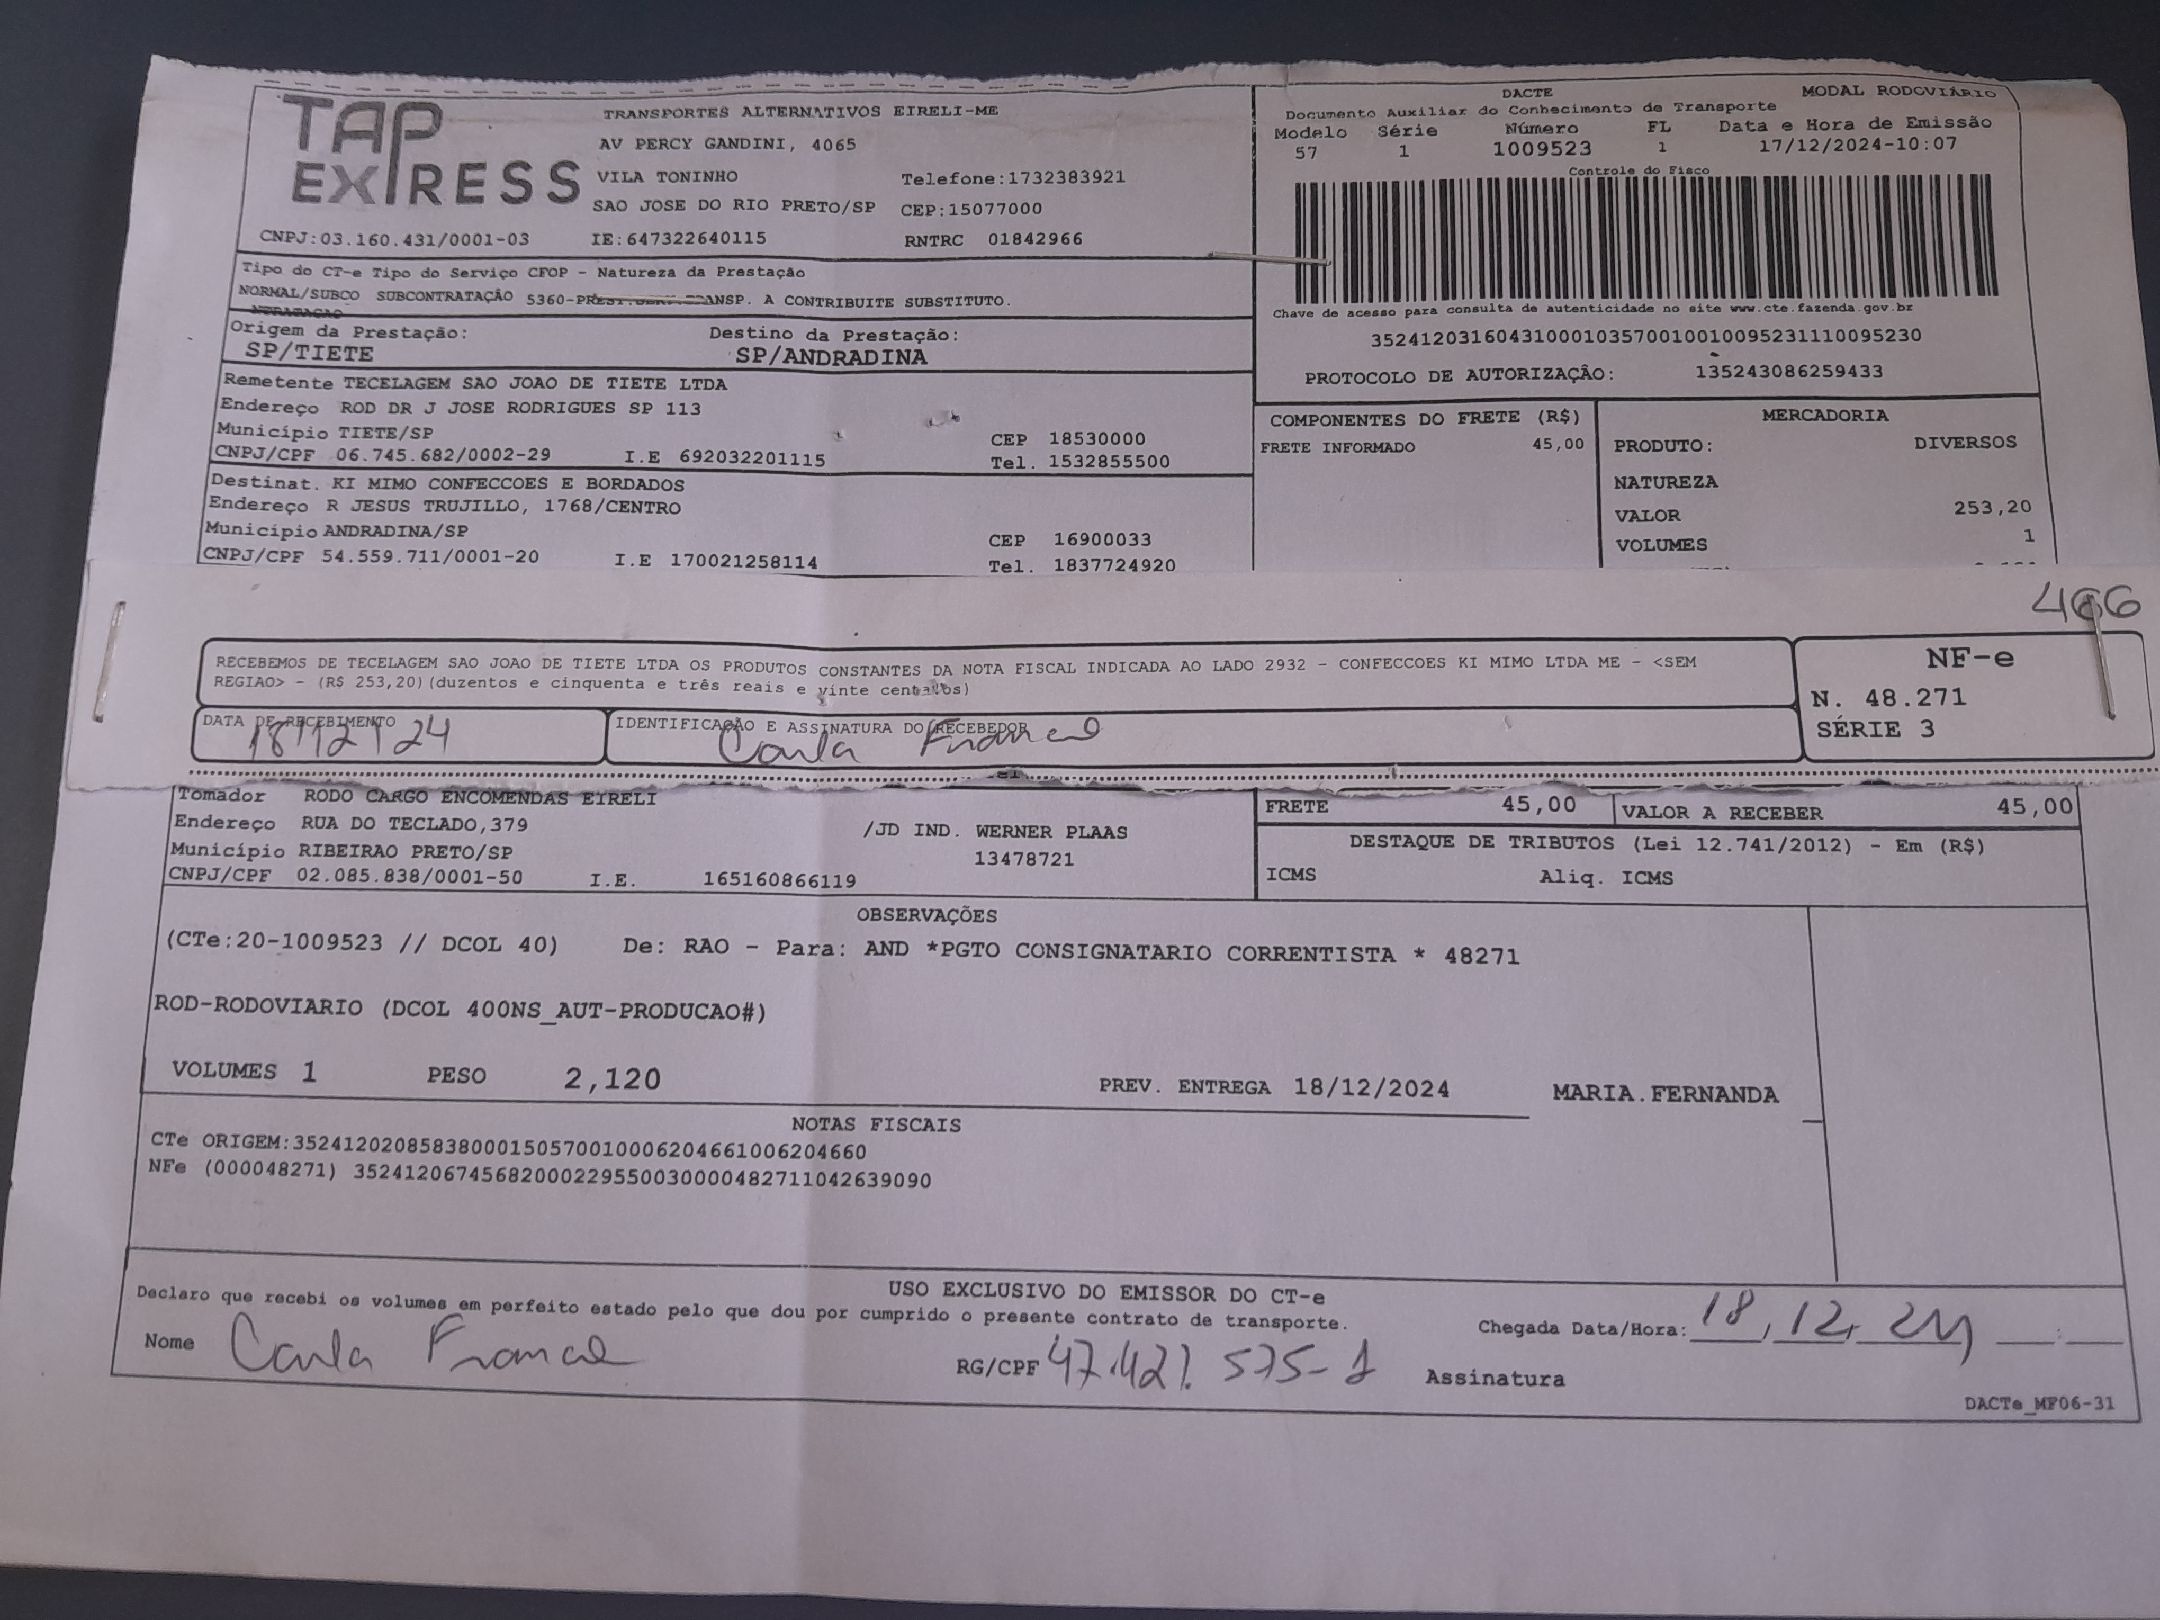 TAP EXPRESS
TRANSPORTES ALTERNATIVOS EIRELI-ME
AV PERCY GANDINI, 4065
VILA TONINHO Telefone:1732383921
SAO JOSE DO RIO PRETO/SP CEP:15077000
CNPJ:03.160.431/0001-03 IE:647322640115 RNTRC 01842966
DACTE MODAL RODOVIÁRIO
Documento Auxiliar do Conhecimento de Transporte
Modelo Série Número FL Data e Hora de Emissão
57 1 1009523 1 17/12/2024-10:07
Controle do Fisco
Chave de acesso para consulta de autenticidade no site www.cte.fazenda.gov.br
35241203160431000103570010010095231110095230
PROTOCOLO DE AUTORIZAÇÃO: 135243086259433
Tipo do CT-e Tipo do Serviço CFOP - Natureza da Prestação
NORMAL/SUBCO SUBCONTRATAÇÃO 5360-PREST.SERV.TRANSP. A CONTRIBUITE SUBSTITUTO.
NTRATAÇÃO
Origem da Prestação: Destino da Prestação:
SP/TIETE SP/ANDRADINA
Remetente TECELAGEM SAO JOAO DE TIETE LTDA
Endereço ROD DR J JOSE RODRIGUES SP 113
Município TIETE/SP CEP 18530000
CNPJ/CPF 06.745.682/0002-29 I.E 692032201115 Tel. 1532855500
Destinat. KI MIMO CONFECCOES E BORDADOS
Endereço R JESUS TRUJILLO, 1768/CENTRO
Município ANDRADINA/SP CEP 16900033
CNPJ/CPF 54.559.711/0001-20 I.E 170021258114 Tel. 1837724920
COMPONENTES DO FRETE (R$)
FRETE INFORMADO 45,00
MERCADORIA
PRODUTO: DIVERSOS
NATUREZA
VALOR 253,20
VOLUMES 1
466
RECEBEMOS DE TECELAGEM SAO JOAO DE TIETE LTDA OS PRODUTOS CONSTANTES DA NOTA FISCAL INDICADA AO LADO 2932 - CONFECCOES KI MIMO LTDA ME - <SEM
REGIAO> - (R$ 253,20)(duzentos e cinquenta e três reais e vinte centavos)
DATA DE RECEBIMENTO IDENTIFICAÇÃO E ASSINATURA DO RECEBEDOR
18/12/24 Carla
NF-e
N. 48.271
SÉRIE 3
Tomador RODO CARGO ENCOMENDAS EIRELI
Endereço RUA DO TECLADO,379 /JD IND. WERNER PLAAS
Município RIBEIRAO PRETO/SP 13478721
CNPJ/CPF 02.085.838/0001-50 I.E. 165160866119
FRETE 45,00 VALOR A RECEBER 45,00
DESTAQUE DE TRIBUTOS (Lei 12.741/2012) - Em (R$)
ICMS Aliq. ICMS
OBSERVAÇÕES
(CTe:20-1009523 // DCOL 40) De: RAO - Para: AND *PGTO CONSIGNATARIO CORRENTISTA * 48271
ROD-RODOVIARIO (DCOL 400NS_AUT-PRODUCAO#)
VOLUMES 1 PESO 2,120 PREV. ENTREGA 18/12/2024 MARIA.FERNANDA
NOTAS FISCAIS
CTe ORIGEM:35241202085838000150570010006204661006204660
NFe (000048271) 35241206745682000229550030000482711042639090
USO EXCLUSIVO DO EMISSOR DO CT-e
Declaro que recebi os volumes em perfeito estado pelo que dou por cumprido o presente contrato de transporte. Chegada Data/Hora: 18, 12, 24 :
Nome Carla RG/CPF 47.421.575-1 Assinatura
DACTe_MF06-31